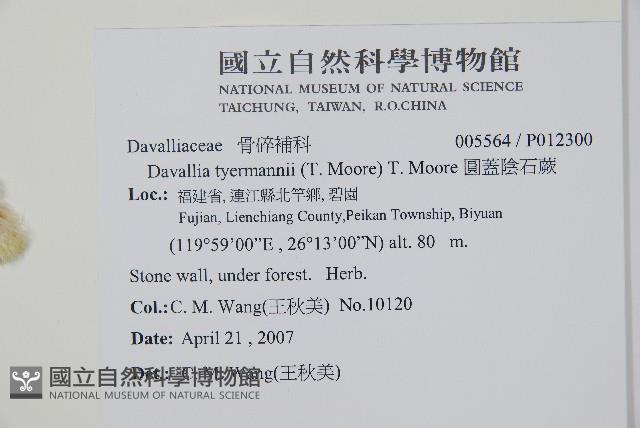 國立自然科學博物館
NATIONAL MUSEUM OF NATURAL SCIENCE
TAICHUNG, TAIWAN, R.O.CHINA
Davalliaceae 骨碎補科 005564 / P012300
Davallia tyermannii (T. Moore) T. Moore 圓蓋陰石蕨
Loc.: 福建省, 連江縣北竿鄉, 碧園
Fujian, Lienchiang County,Peikan Township, Biyuan
(119°59'00"E , 26°13'00"N) alt. 80 m.
Stone wall, under forest. Herb.
Col.:C. M. Wang(王秋美) No.10120
Date: April 21 , 2007
Det.: C. M. Wang(王秋美)
國立自然科學博物館
NATIONAL MUSEUM OF NATURAL SCIENCE